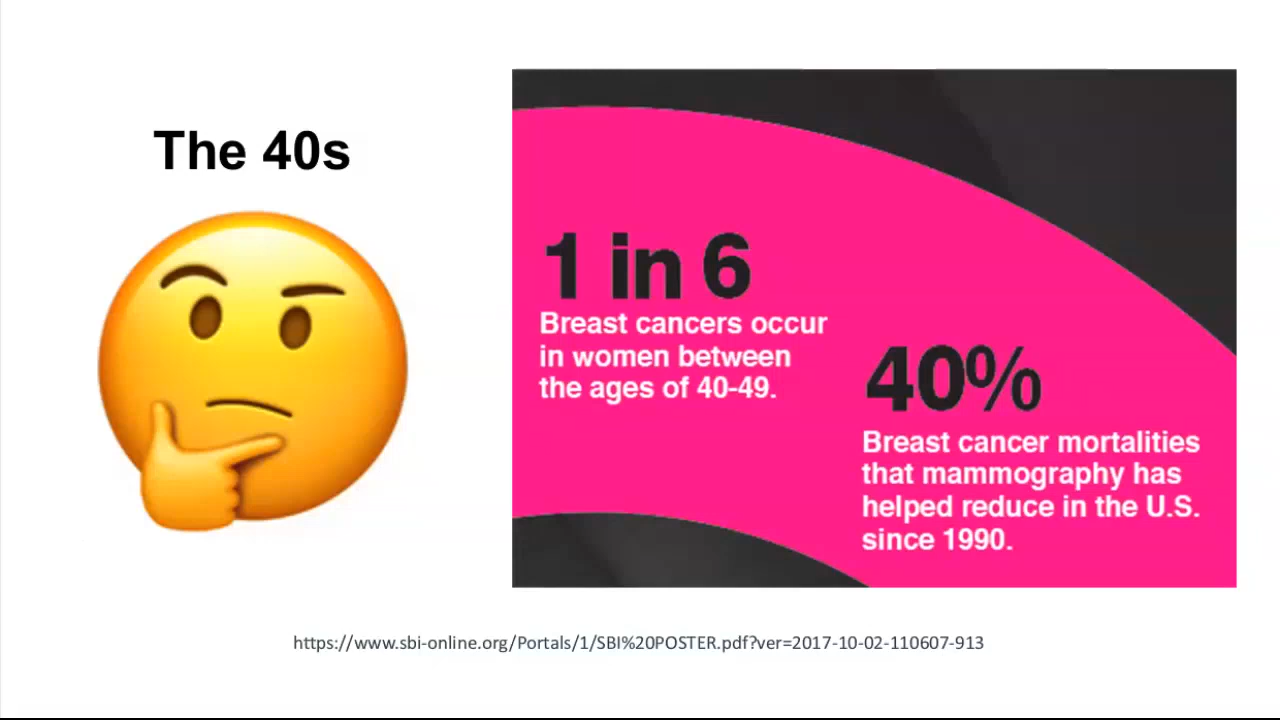 The 40s
1 in 6
Breast cancers occur
in women between
the ages of 40-49.
40%
Breast cancer mortalities
that mammography has
helped reduce in the U.S.
since 1990.
https://www.sbi-online.org/Portals/1/SBI%20POSTER.pdf?ver=2017-10-02-110607-913